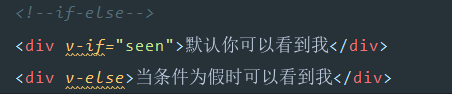 <!--if-else-->
<div v-if="seen">默认你可以看到我</div>
<div v-else>当条件为假时可以看到我</div>